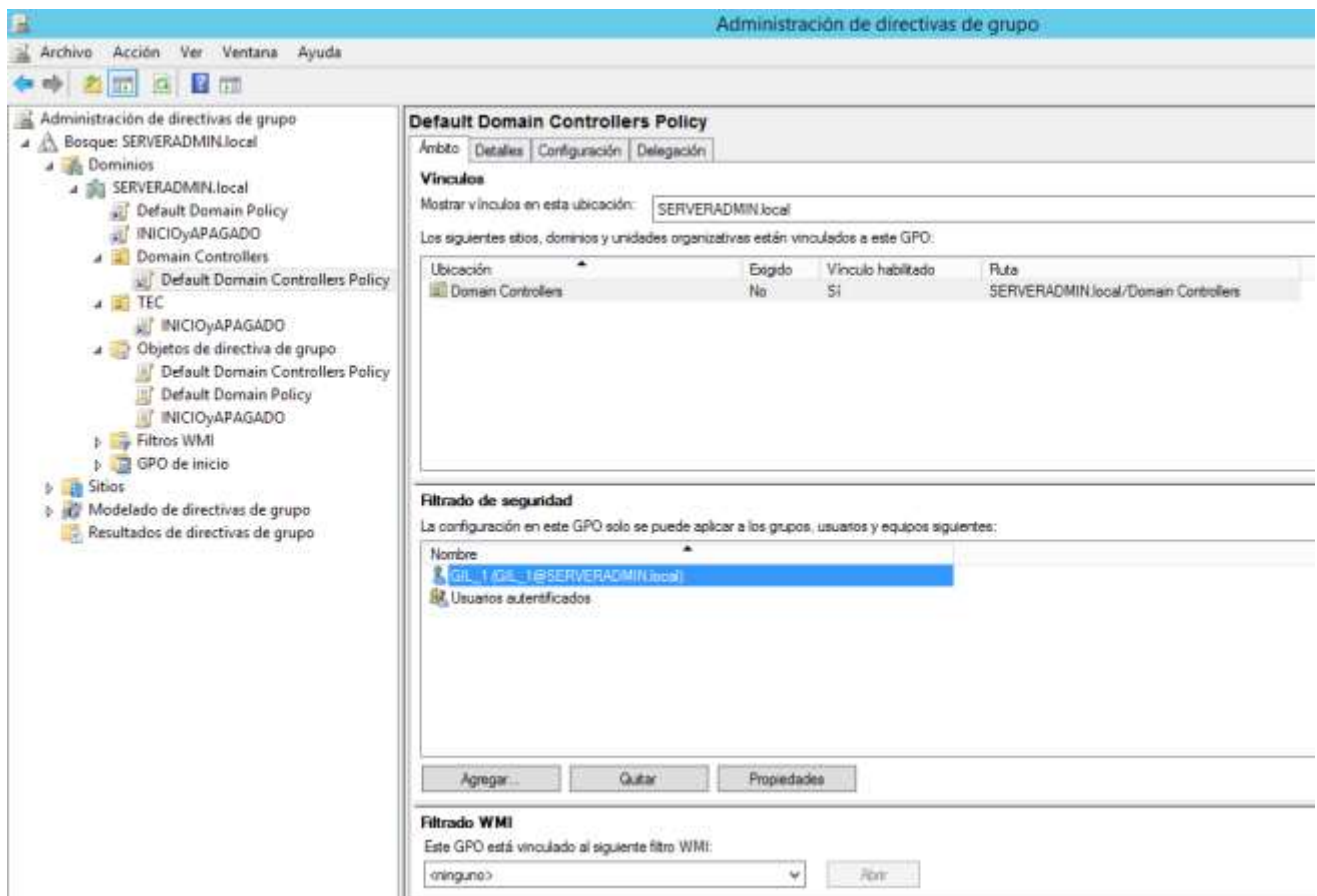 Administración de directivas de grupo
Archivo Acción Ver Ventana Ayuda
Administración de directivas de grupo
Bosque: SERVERADMIN.local
Dominios
SERVERADMIN.local
Default Domain Policy
INICIOyAPAGADO
Domain Controllers
Default Domain Controllers Policy
TEC
INICIOyAPAGADO
Objetos de directiva de grupo
Default Domain Controllers Policy
Default Domain Policy
INICIOyAPAGADO
Filtros WMI
GPO de inicio
Sitios
Modelado de directivas de grupo
Resultados de directivas de grupo
Default Domain Controllers Policy
Ámbito Detalles Configuración Delegación
Vínculos
Mostrar vínculos en esta ubicación: SERVERADMIN.local
Los siguientes sitios, dominios y unidades organizativas están vinculados a este GPO:
Ubicación Exigido Vínculo habilitado Ruta
Domain Controllers No Sí SERVERADMIN.local/Domain Controllers
Filtrado de seguridad
La configuración en este GPO solo se puede aplicar a los grupos, usuarios y equipos siguientes:
Nombre
GIL_1 (GIL_1@SERVERADMIN.local)
Usuarios autentificados
Agregar... Quitar Propiedades
Filtrado WMI
Este GPO está vinculado al siguiente filtro WMI:
<ninguno> Abrir